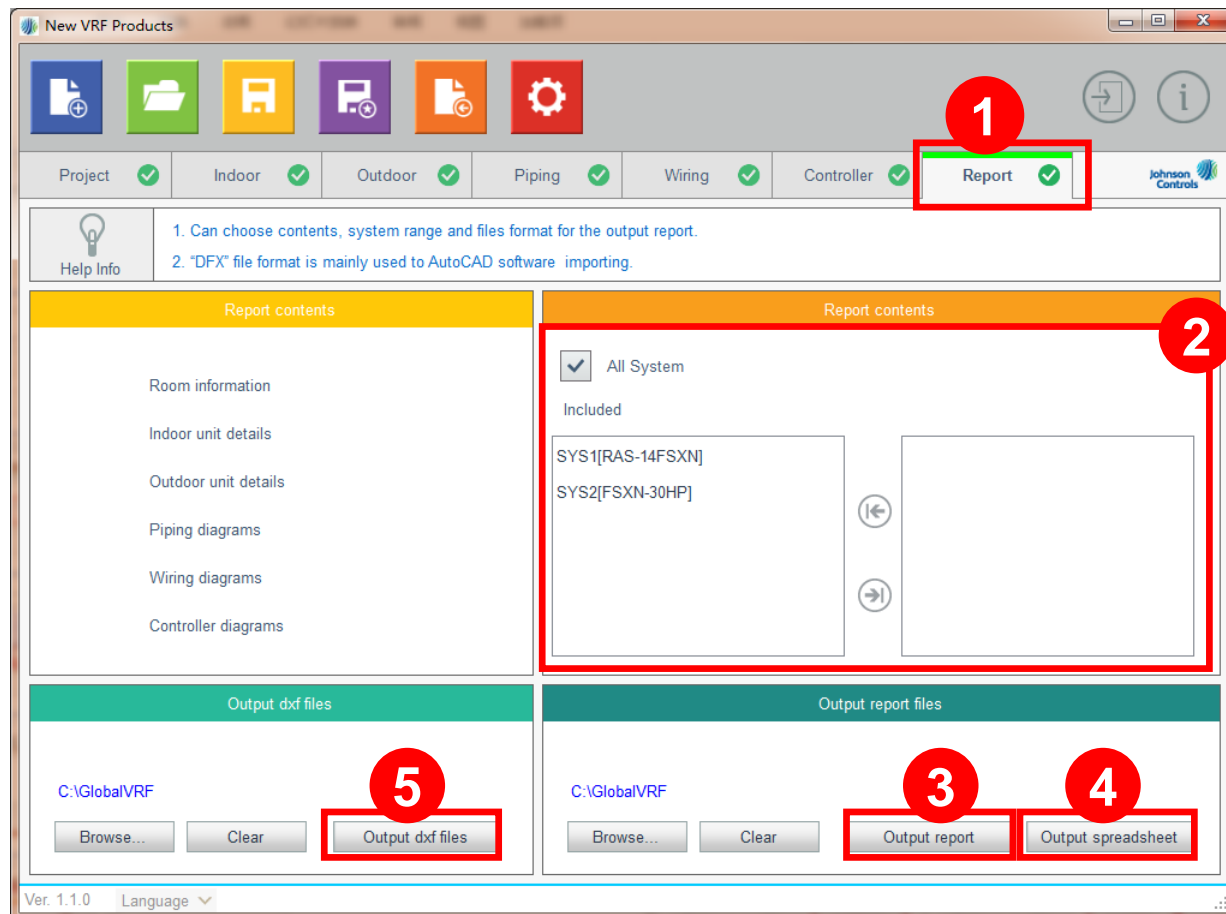 New VRF Products
1
Project
Indoor
Outdoor
Piping
Wiring
Controller
Report
Johnson
Controls
Help Info
1. Can choose contents, system range and files format for the output report.
2. “DFX” file format is mainly used to AutoCAD software importing.
Report contents
Room information
Indoor unit details
Outdoor unit details
Piping diagrams
Wiring diagrams
Controller diagrams
Report contents
2
All System
Included
SYS1[RAS-14FSXN]
SYS2[FSXN-30HP]
Output dxf files
C:\GlobalVRF
5
Browse...
Clear
Output dxf files
Output report files
C:\GlobalVRF
3
4
Browse...
Clear
Output report
Output spreadsheet
Ver. 1.1.0
Language